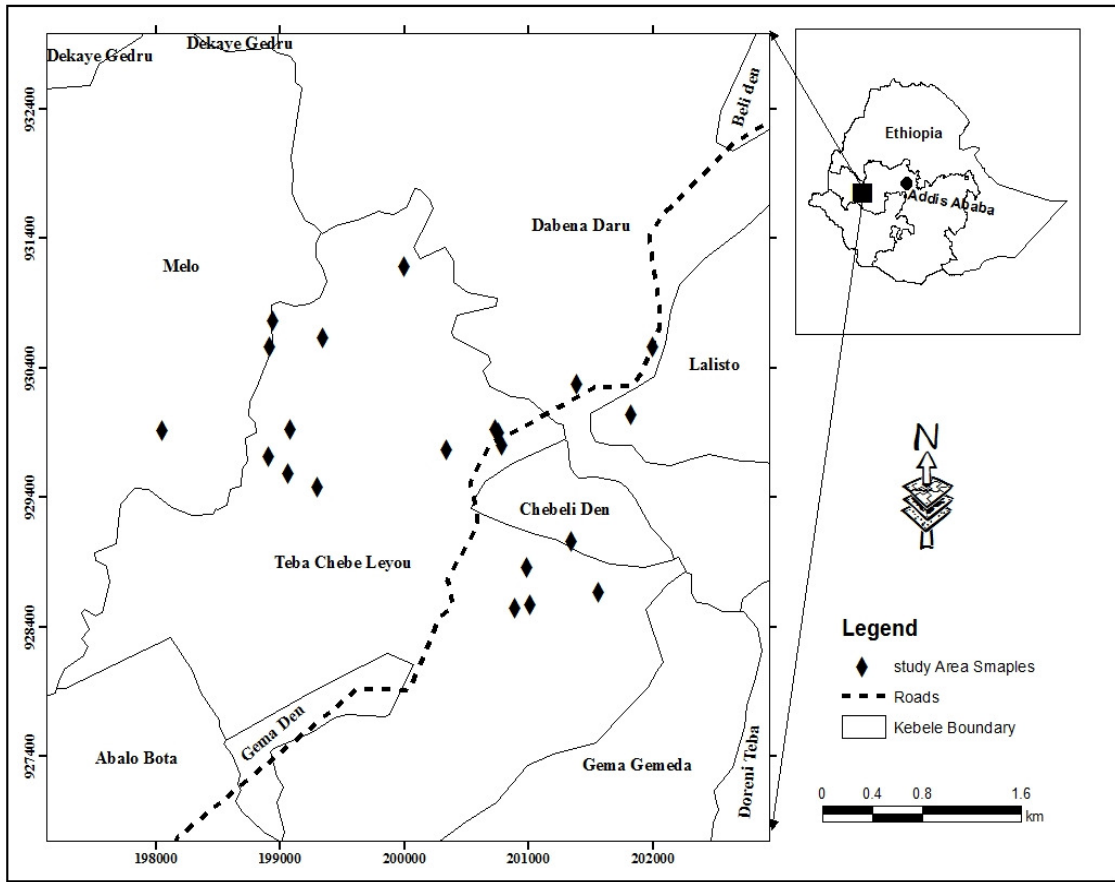 Dekaye Gedru
Dekaye Gedru
Beli den
Dabena Daru
Melo
Lalisto
Chebeli Den
Teba Chebe Leyou
Gema Den
Abalo Bota
Gema Gemeda
Doreni Teba
932400
931400
930400
929400
928400
927400
198000 199000 200000 201000 202000
Ethiopia
Addis Ababa
N
Legend
study Area Smaples
Roads
Kebele Boundary
0 0.4 0.8 1.6
km